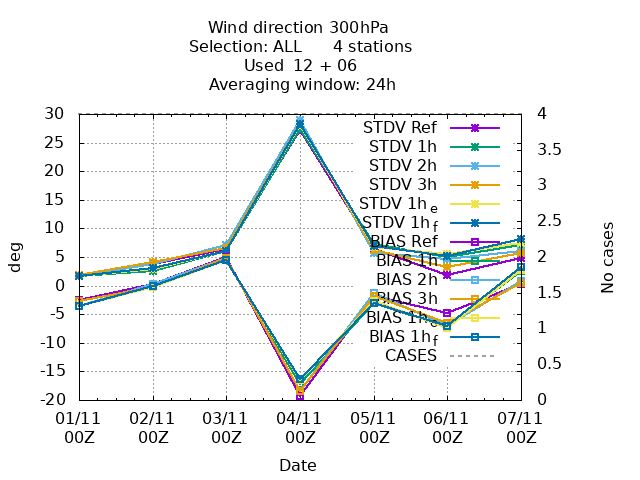 Wind direction 300hPa
Selection: ALL 4 stations
Used 12 + 06
Averaging window: 24h
30
25
20
15
10
5
0
-5
-10
-15
-20
deg
4
3.5
3
2.5
2
1.5
1
0.5
0
No cases
STDV Ref
STDV 1h
STDV 2h
STDV 3h
STDV 1h e
STDV 1h f
BIAS Ref
BIAS 1h
BIAS 2h
BIAS 3h
BIAS 1h e
BIAS 1h f
CASES
01/11 02/11 03/11 04/11 05/11 06/11 07/11
00Z 00Z 00Z 00Z 00Z 00Z 00Z
Date